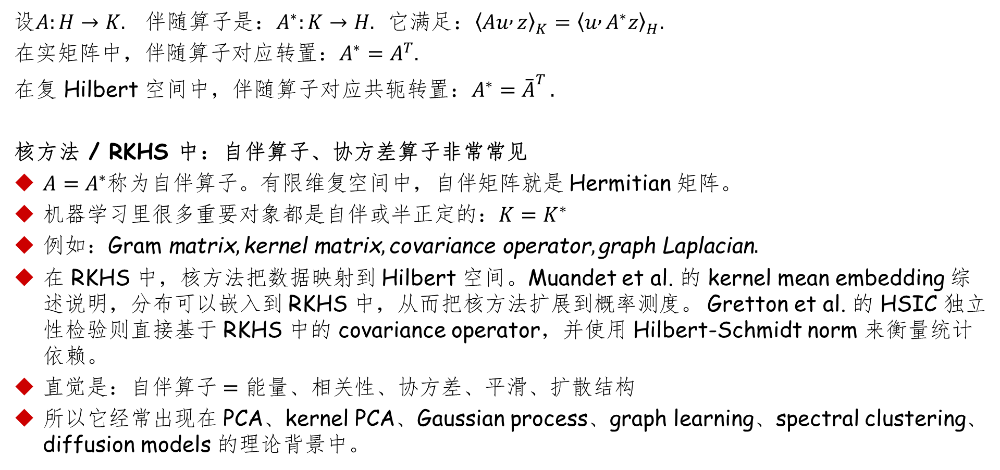 设A: H → K. 伴随算子是：A*: K → H. 它满足：⟨Au, z⟩_K = ⟨u, A*z⟩_H.
在实矩阵中，伴随算子对应转置：A* = A^T.
在复 Hilbert 空间中，伴随算子对应共轭转置：A* = Ā^T.
核方法 / RKHS 中：自伴算子、协方差算子非常常见
◆ A = A*称为自伴算子。有限维复空间中，自伴矩阵就是 Hermitian 矩阵。
◆ 机器学习里很多重要对象都是自伴或半正定的：K = K*
◆ 例如：Gram matrix, kernel matrix, covariance operator, graph Laplacian.
◆ 在 RKHS 中，核方法把数据映射到 Hilbert 空间。Muandet et al. 的 kernel mean embedding 综
述说明，分布可以嵌入到 RKHS 中，从而把核方法扩展到概率测度。 Gretton et al. 的 HSIC 独立
性检验则直接基于 RKHS 中的 covariance operator，并使用 Hilbert-Schmidt norm 来衡量统计
依赖。
◆ 直觉是：自伴算子 = 能量、相关性、协方差、平滑、扩散结构
◆ 所以它经常出现在 PCA、kernel PCA、Gaussian process、graph learning、spectral clustering、
diffusion models 的理论背景中。